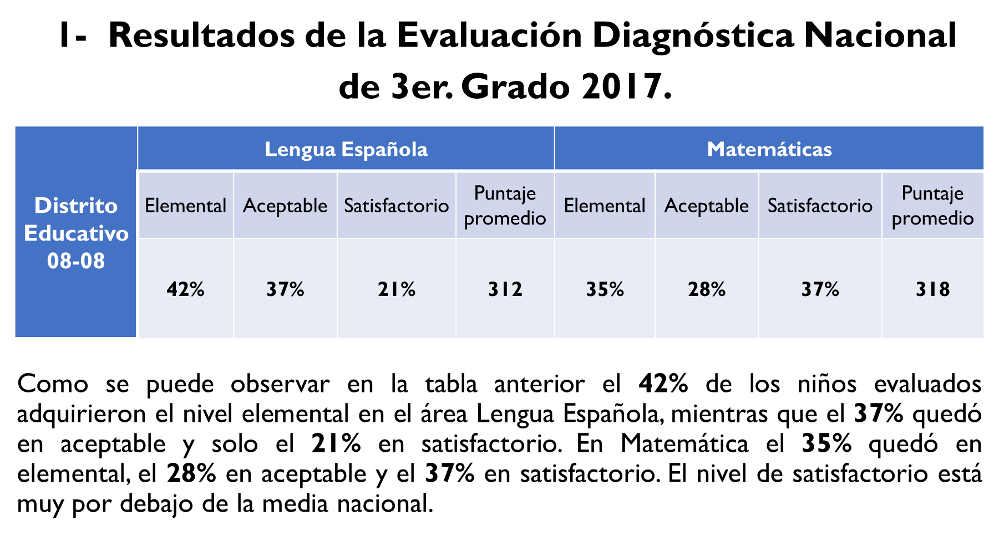 1- Resultados de la Evaluación Diagnóstica Nacional
de 3er. Grado 2017.
Lengua Española Matemáticas
Distrito
Educativo
08-08
Elemental Aceptable Satisfactorio Puntaje promedio Elemental Aceptable Satisfactorio Puntaje promedio
42% 37% 21% 312 35% 28% 37% 318
Como se puede observar en la tabla anterior el 42% de los niños evaluados
adquirieron el nivel elemental en el área Lengua Española, mientras que el 37% quedó
en aceptable y solo el 21% en satisfactorio. En Matemática el 35% quedó en
elemental, el 28% en aceptable y el 37% en satisfactorio. El nivel de satisfactorio está
muy por debajo de la media nacional.